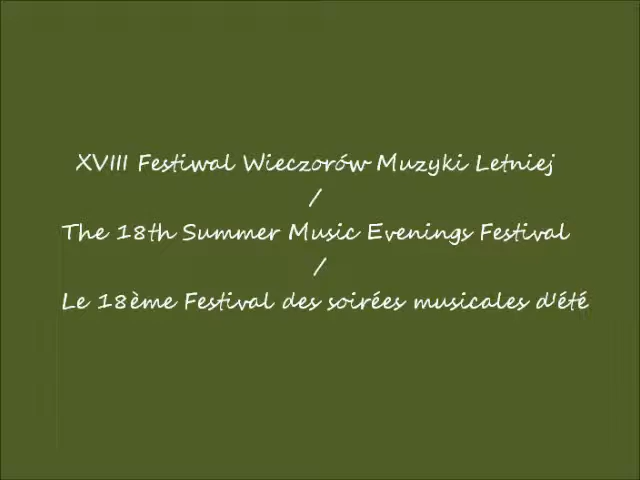 XVIII Festiwal Wieczorów Muzyki Letniej
/
The 18th Summer Music Evenings Festival
/
Le 18ème Festival des soirées musicales d'été